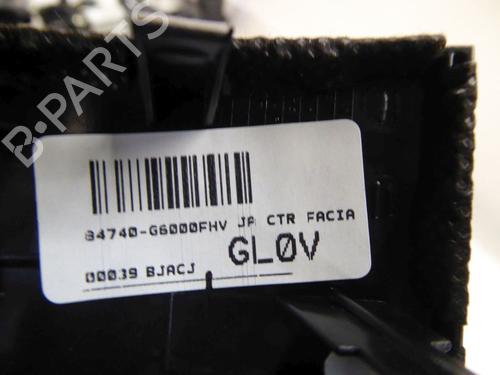 B-PARTS
84740-G6000FHV JA CTR FACIA
GL0V
00039 BJACJ